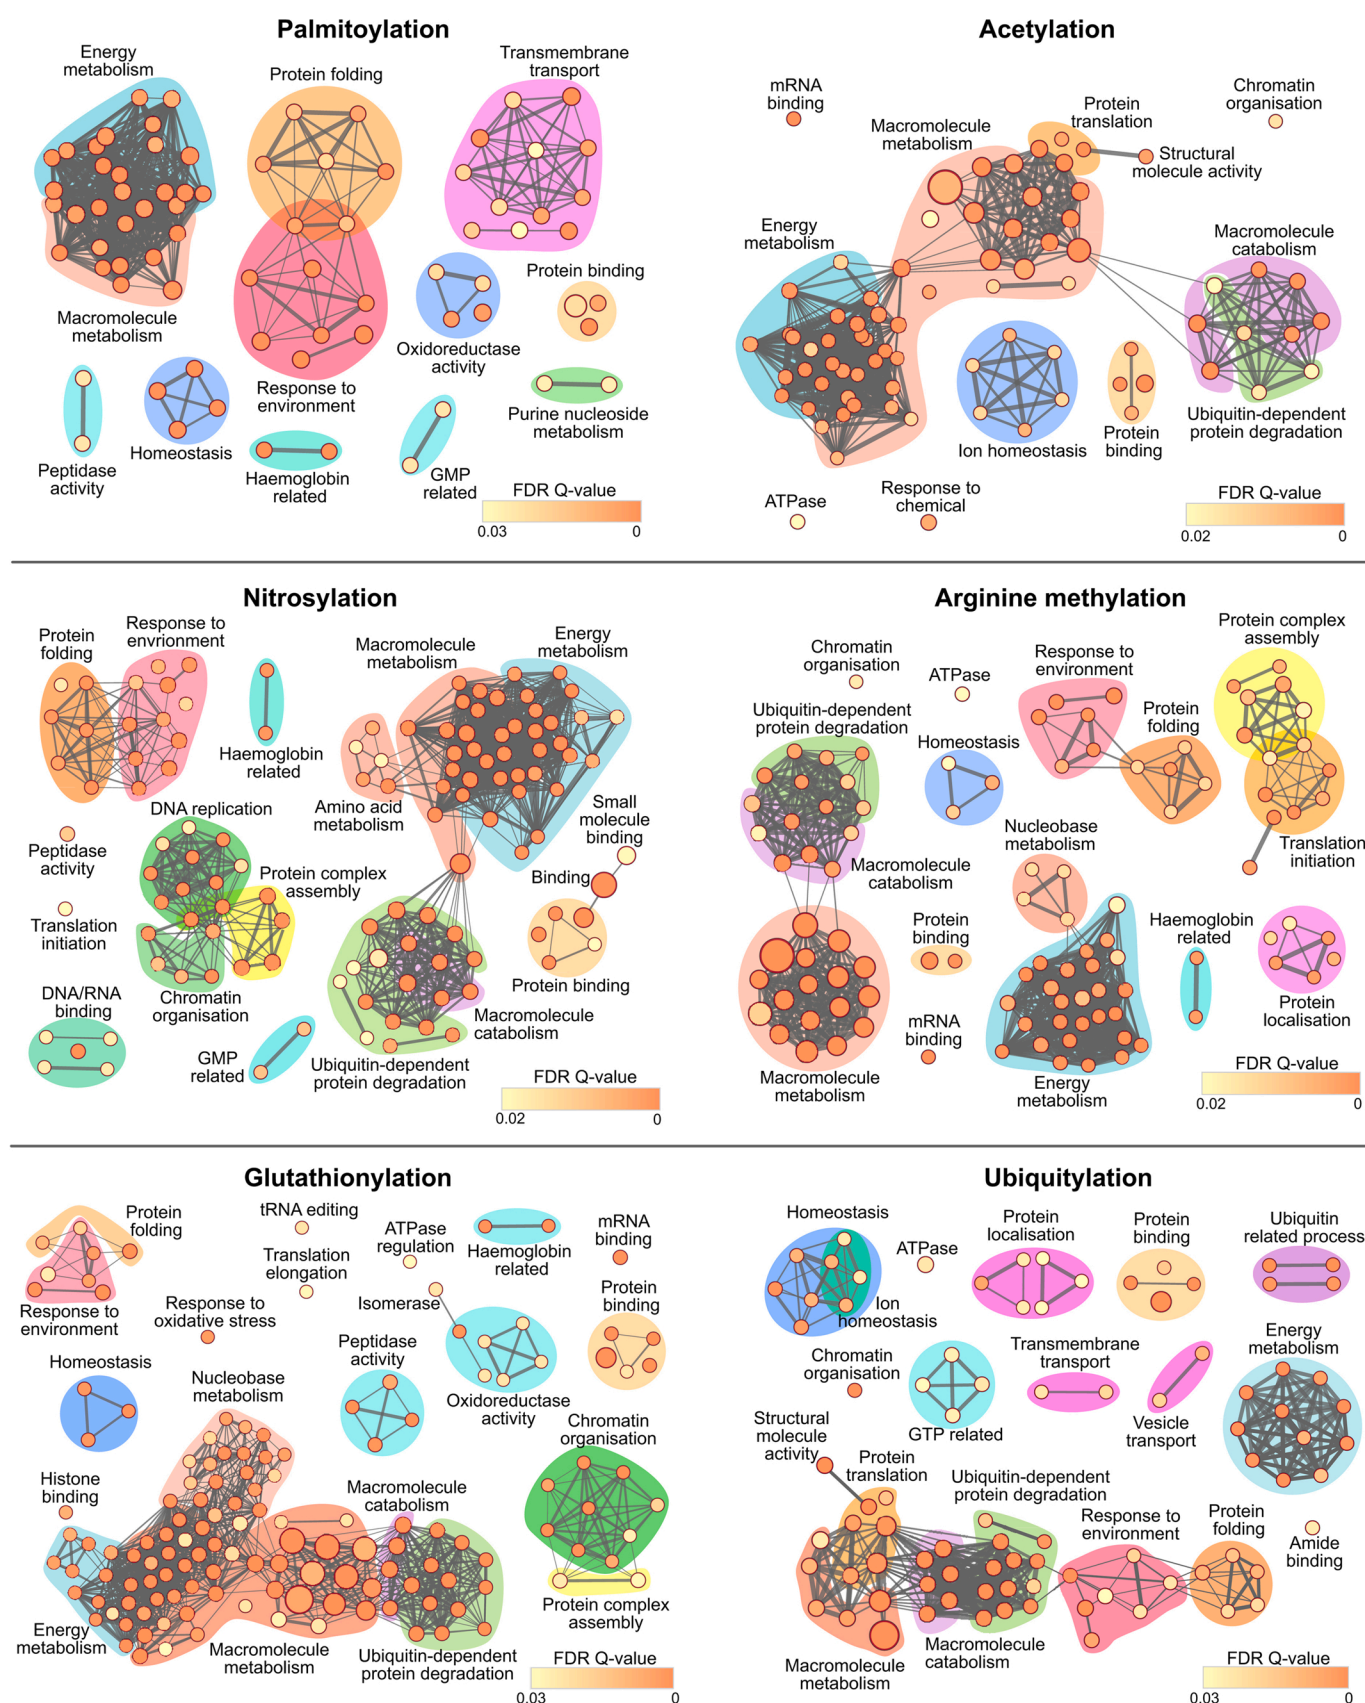 Palmitoylation
Energy
metabolism
Protein folding
Transmembrane
transport
Macromolecule
metabolism
Response to
environment
Oxidoreductase
activity
Protein binding
Purine nucleoside
metabolism
Peptidase
activity
Homeostasis
Haemoglobin
related
GMP
related
FDR Q-value
0.03
0
Acetylation
mRNA
binding
Chromatin
organisation
Macromolecule
metabolism
Protein
translation
Structural
molecule activity
Energy
metabolism
Macromolecule
catabolism
Ion homeostasis
Protein
binding
Ubiquitin-dependent
protein degradation
ATPase
Response to
chemical
FDR Q-value
0.02
0
Nitrosylation
Protein
folding
Response to
envrionment
Haemoglobin
related
Macromolecule
metabolism
Energy
metabolism
Amino acid
metabolism
Small
molecule
binding
Binding
DNA replication
Peptidase
activity
Protein complex
assembly
Translation
initiation
Chromatin
organisation
Protein binding
DNA/RNA
binding
Macromolecule
catabolism
GMP
related
Ubiquitin-dependent
protein degradation
FDR Q-value
0.02
0
Arginine methylation
Chromatin
organisation
ATPase
Response to
environment
Protein complex
assembly
Ubiquitin-dependent
protein degradation
Homeostasis
Protein
folding
Nucleobase
metabolism
Translation
initiation
Macromolecule
catabolism
Protein
binding
Haemoglobin
related
mRNA
binding
Protein
localisation
Macromolecule
metabolism
Energy
metabolism
FDR Q-value
0.02
0
Glutathionylation
Protein
folding
tRNA editing
ATPase
regulation
Haemoglobin
related
mRNA
binding
Translation
elongation
Response to
environment
Response to
oxidative stress
Isomerase
Protein
binding
Homeostasis
Peptidase
activity
Oxidoreductase
activity
Nucleobase
metabolism
Chromatin
organisation
Histone
binding
Macromolecule
catabolism
Energy
metabolism
Macromolecule
metabolism
Ubiquitin-dependent
protein degradation
Protein complex
assembly
FDR Q-value
0.03
0
Ubiquitylation
Homeostasis
ATPase
Protein
localisation
Protein
binding
Ubiquitin
related process
Ion
homeostasis
Chromatin
organisation
Transmembrane
transport
Energy
metabolism
GTP related
Vesicle
transport
Structural
molecule
activity
Protein
translation
Ubiquitin-dependent
protein degradation
Response to
environment
Protein
folding
Amide
binding
Macromolecule
metabolism
Macromolecule
catabolism
FDR Q-value
0.03
0